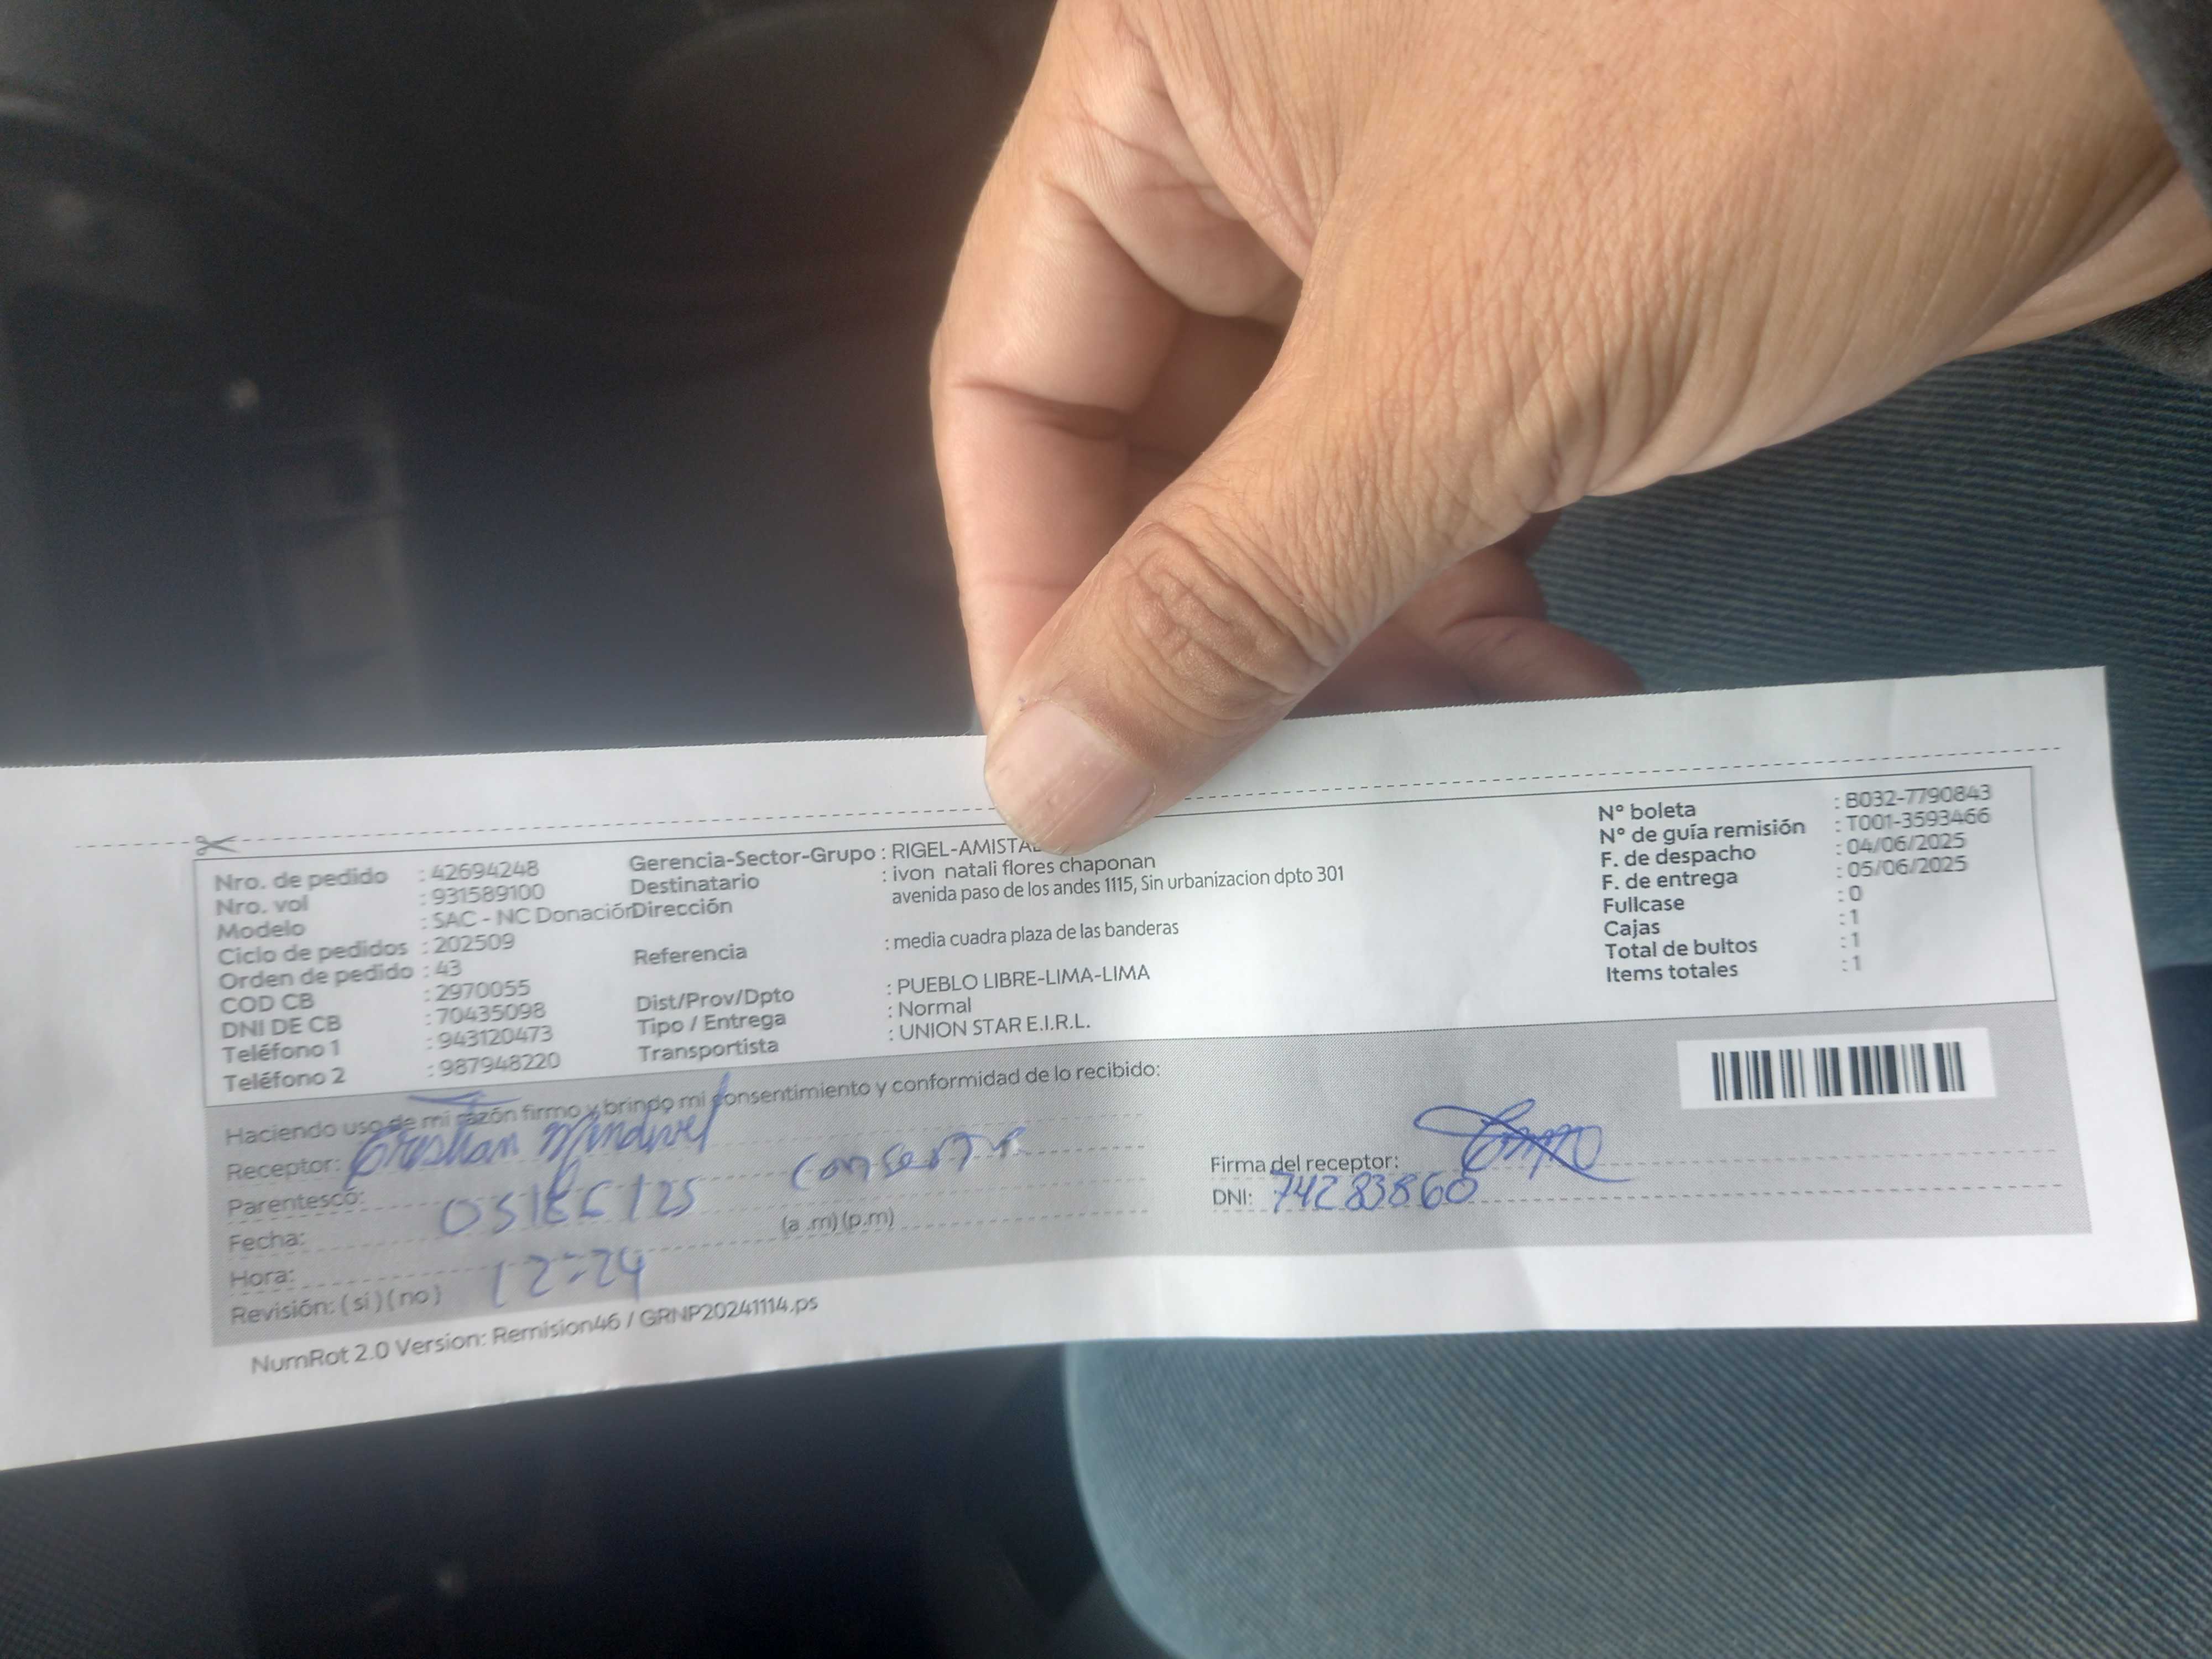 Nro. de pedido : 42694248
Nro. vol : 931589100
Modelo : SAC - NC Donación
Ciclo de pedidos : 202509
Orden de pedido : 43
COD CB : 2970055
DNI DE CB : 70435098
Teléfono 1 : 943120473
Teléfono 2 : 987948220
Gerencia-Sector-Grupo : RIGEL-AMISTA
Destinatario : ivon natali flores chaponan
Dirección avenida paso de los andes 1115, Sin urbanizacion dpto 301
Referencia : media cuadra plaza de las banderas
Dist/Prov/Dpto : PUEBLO LIBRE-LIMA-LIMA
Tipo / Entrega : Normal
Transportista : UNION STAR E.I.R.L.
N° boleta : B032-7790843
N° de guía remisión : T001-3593466
F. de despacho : 04/06/2025
F. de entrega : 05/06/2025
Fullcase : 0
Cajas : 1
Total de bultos : 1
Items totales : 1
Haciendo uso de mi razón firmo y brindo mi consentimiento y conformidad de lo recibido:
Receptor:
Parentesco:
Fecha: 05/06/25
Hora: 12:24 (a .m) (p.m)
Revisión: ( si ) ( no )
Firma del receptor:
DNI: 74283860
NumRot 2.0 Version: Remision46 / GRNP20241114.ps